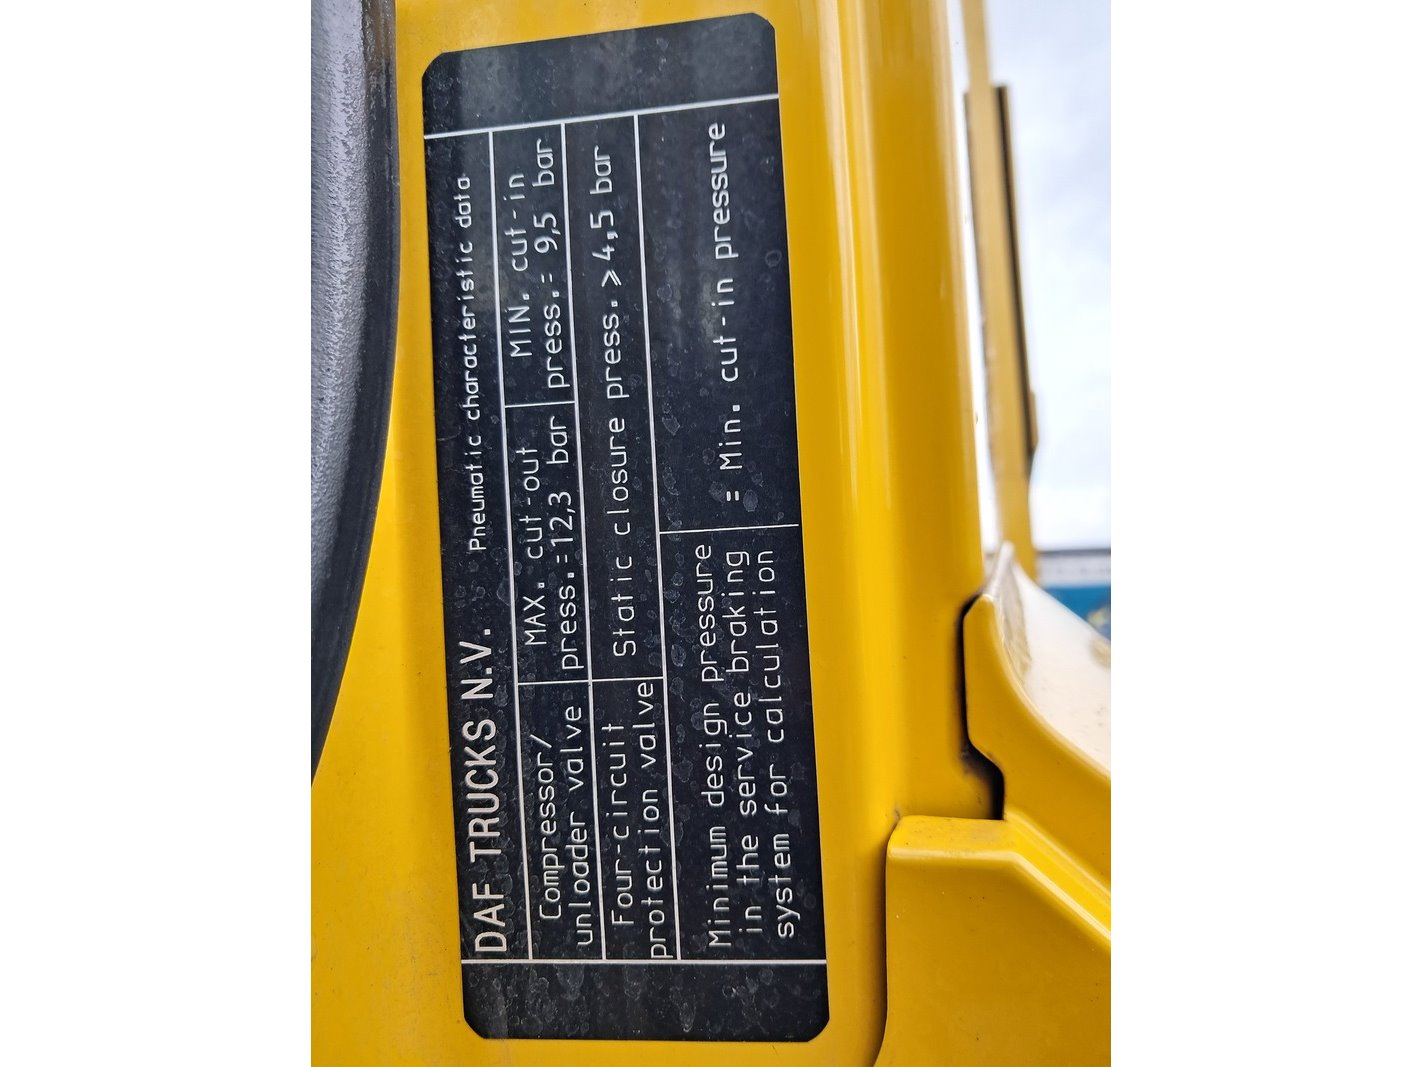 DAF TRUCKS N.V. Pneumatic characteristic data
Compressor/ MAX. cut-out MIN. cut-in
unloader valve press.=12,3 bar press.= 9,5 bar
Four-circuit
protection valve Static closure press.⩾4,5 bar
Minimum design pressure
in the service braking = Min. cut-in pressure
system for calculation